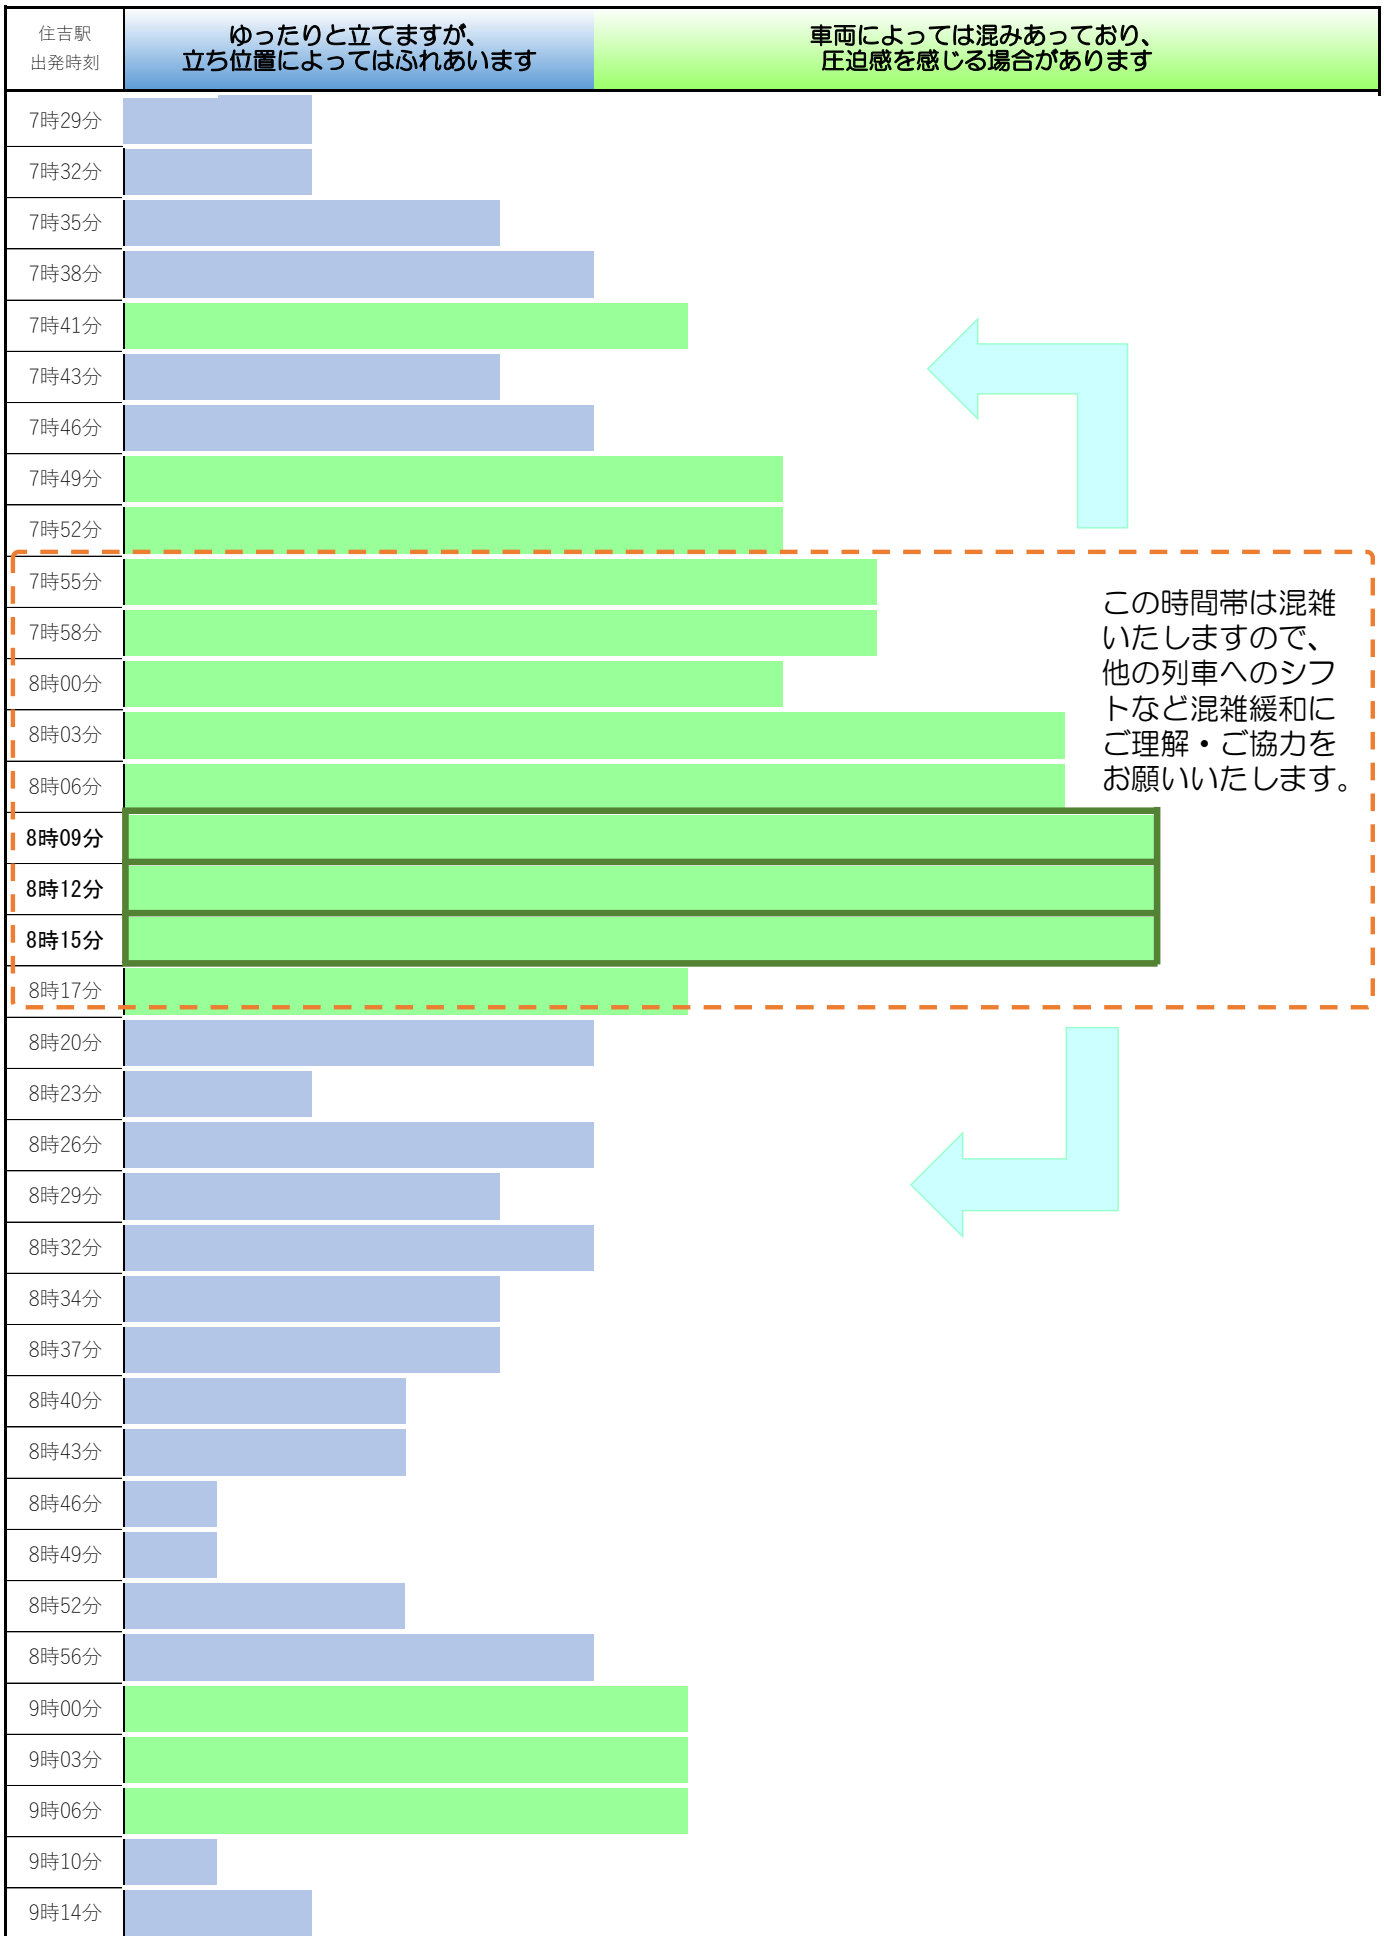 住吉駅
出発時刻
ゆったりと立てますが、
立ち位置によってはふれあいます
車両によっては混みあっており、
圧迫感を感じる場合があります
7時29分
7時32分
7時35分
7時38分
7時41分
7時43分
7時46分
7時49分
7時52分
7時55分
7時58分
8時00分
8時03分
8時06分
8時09分
8時12分
8時15分
8時17分
この時間帯は混雑
いたしますので、
他の列車へのシフ
トなど混雑緩和に
ご理解・ご協力を
お願いいたします。
8時20分
8時23分
8時26分
8時29分
8時32分
8時34分
8時37分
8時40分
8時43分
8時46分
8時49分
8時52分
8時56分
9時00分
9時03分
9時06分
9時10分
9時14分